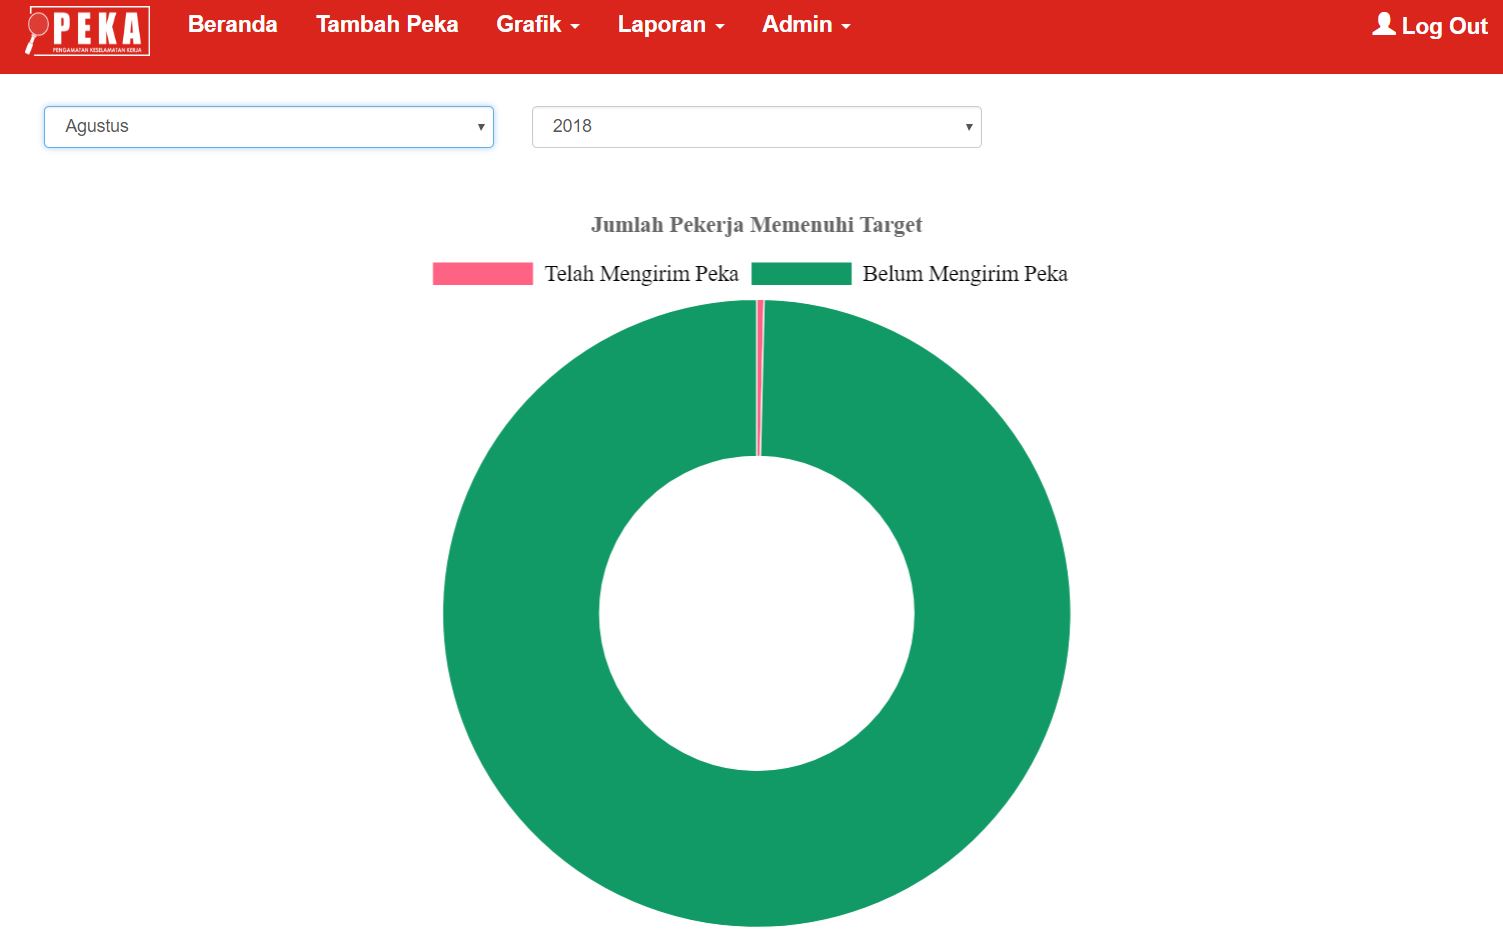 PEKA
PENGAMATAN KESELAMATAN KERJA
Beranda Tambah Peka Grafik Laporan Admin Log Out
Agustus 2018
Jumlah Pekerja Memenuhi Target
Telah Mengirim Peka Belum Mengirim Peka